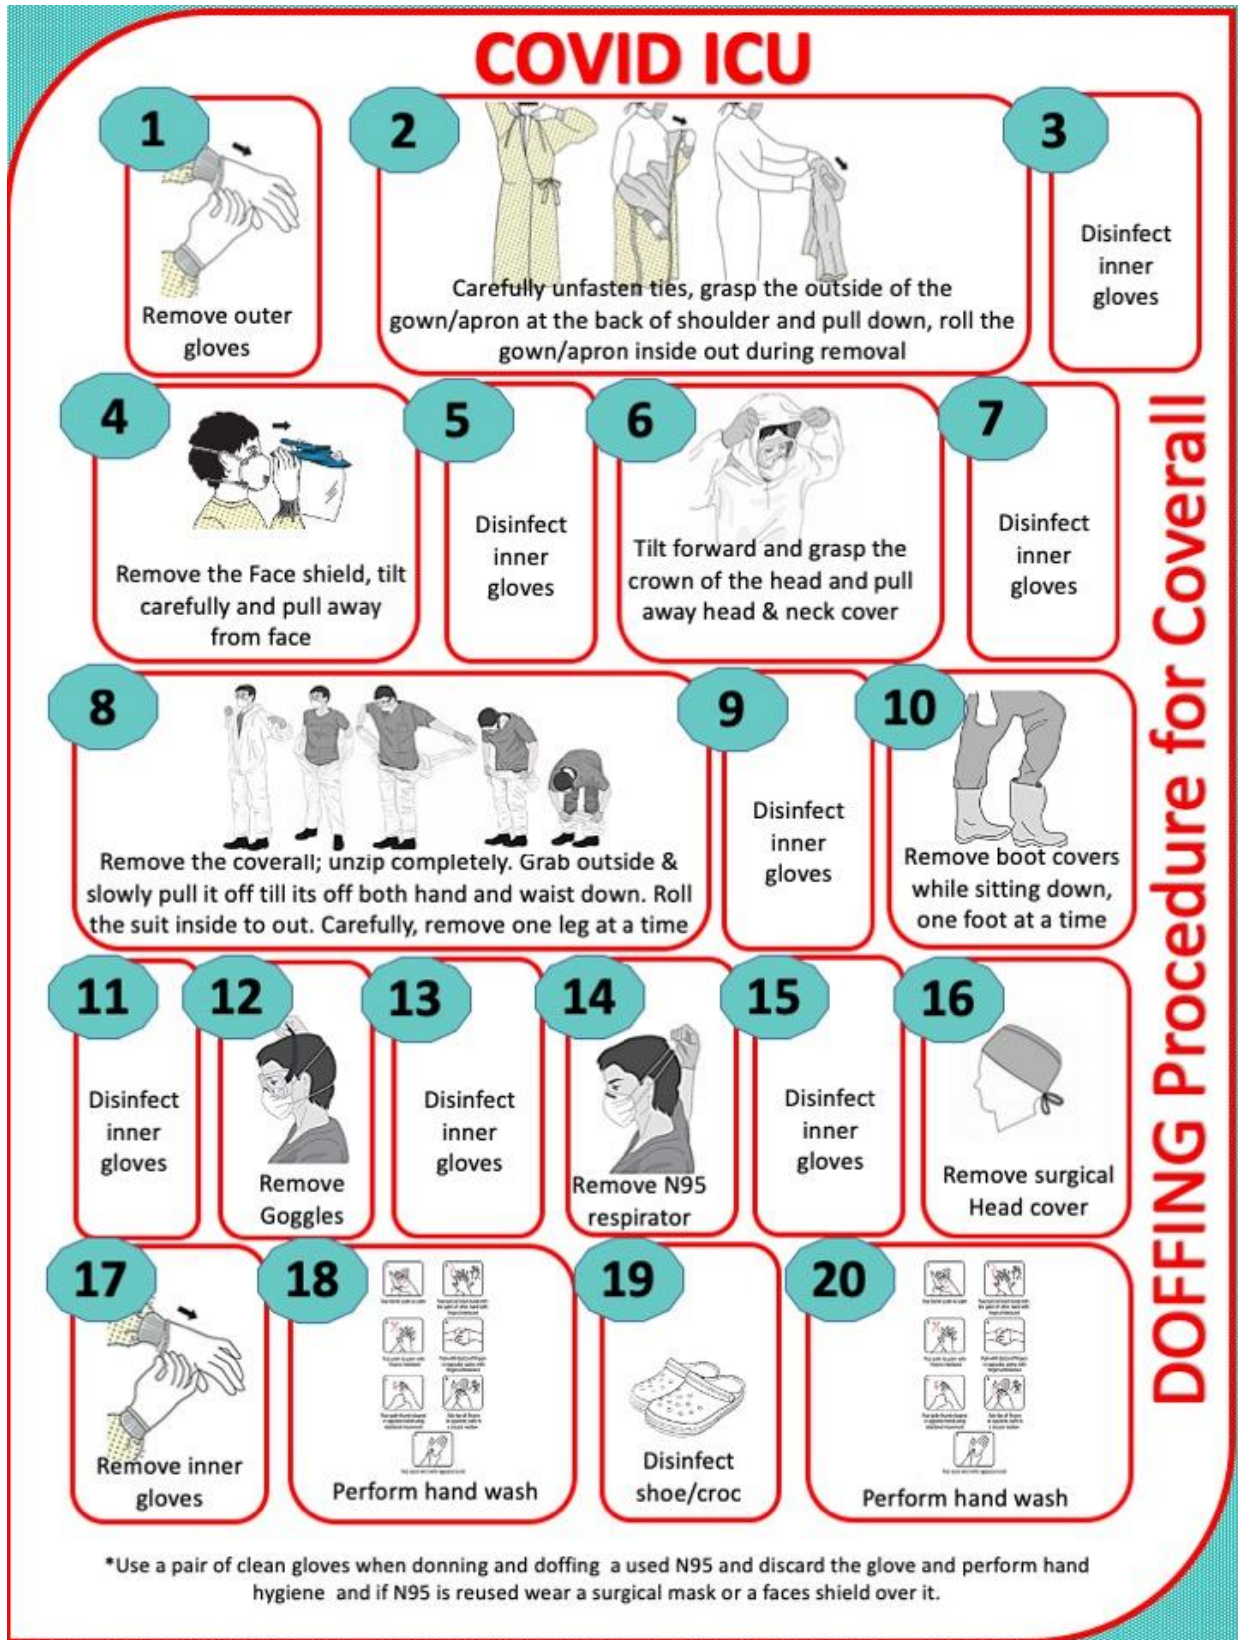 COVID ICU
1
Remove outer
gloves
2
Carefully unfasten ties, grasp the outside of the
gown/apron at the back of shoulder and pull down, roll the
gown/apron inside out during removal
3
Disinfect
inner
gloves
4
Remove the Face shield, tilt
carefully and pull away
from face
5
Disinfect
inner
gloves
6
Tilt forward and grasp the
crown of the head and pull
away head & neck cover
7
Disinfect
inner
gloves
8
Remove the coverall; unzip completely. Grab outside &
slowly pull it off till its off both hand and waist down. Roll
the suit inside to out. Carefully, remove one leg at a time
9
Disinfect
inner
gloves
10
Remove boot covers
while sitting down,
one foot at a time
11
Disinfect
inner
gloves
12
Remove
Goggles
13
Disinfect
inner
gloves
14
Remove N95
respirator
15
Disinfect
inner
gloves
16
Remove surgical
Head cover
17
Remove inner
gloves
18
Perform hand wash
19
Disinfect
shoe/croc
20
Perform hand wash
DOFFING Procedure for Coverall
*Use a pair of clean gloves when donning and doffing a used N95 and discard the glove and perform hand
hygiene and if N95 is reused wear a surgical mask or a faces shield over it.